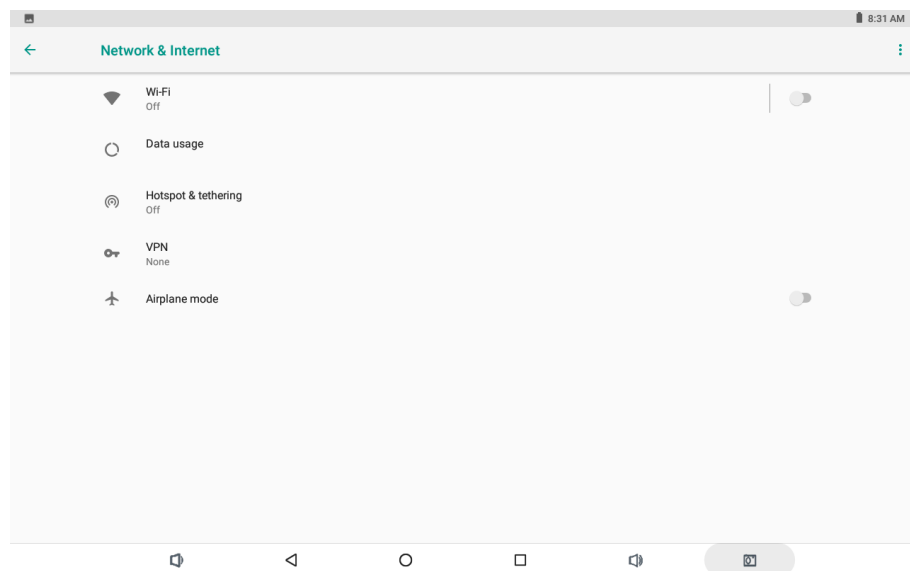 8:31 AM
Network & Internet
Wi-Fi
Off
Data usage
Hotspot & tethering
Off
VPN
None
Airplane mode